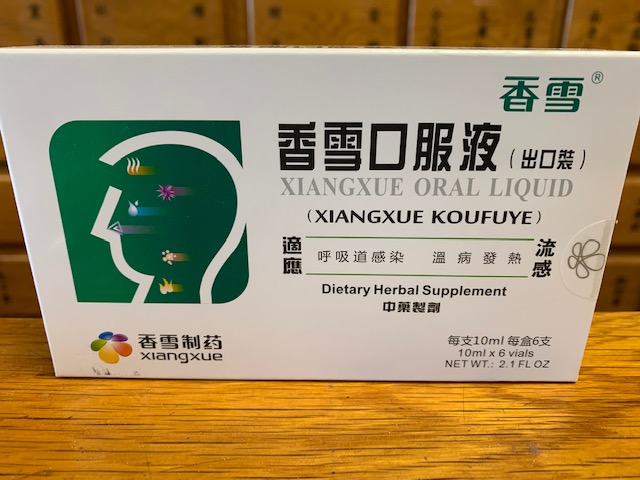 香雪®
香雪口服液(出口裝)
XIANGXUE ORAL LIQUID
(XIANGXUE KOUFUYE)
適應 呼吸道感染 溫病發熱 流感
Dietary Herbal Supplement
中藥製劑
香雪制药
xiangxue
每支10ml 每盒6支
10ml x 6 vials
NET WT.: 2.1 FL OZ